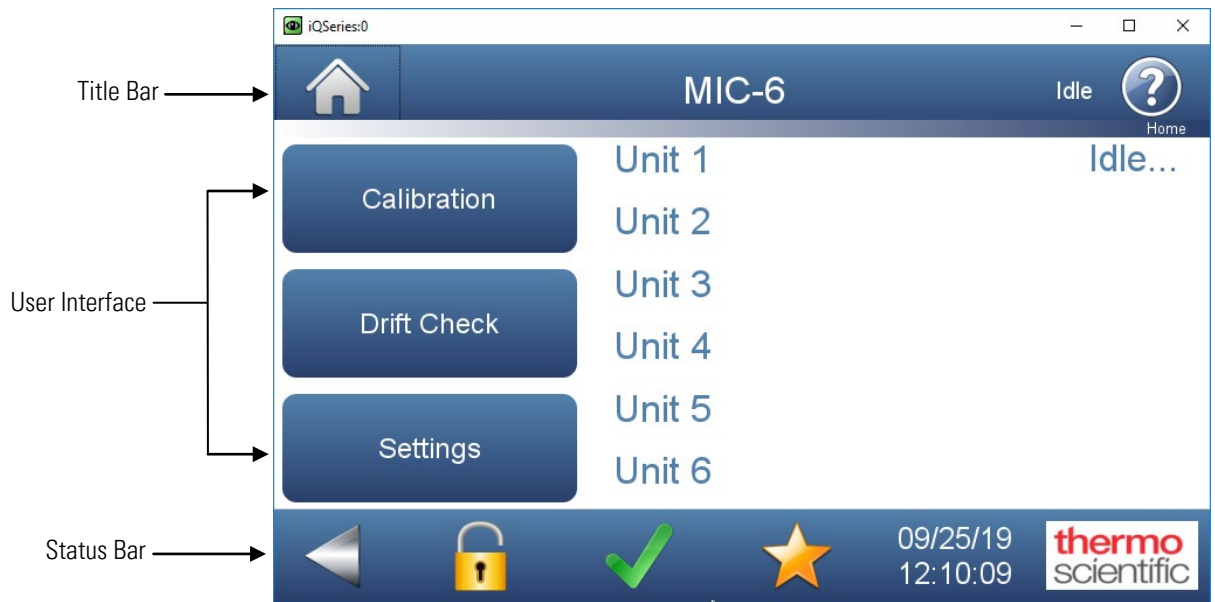 iQSeries:0
Title Bar
MIC-6
Idle
?
Home
Unit 1
Idle...
Calibration
Unit 2
Unit 3
User Interface
Drift Check
Unit 4
Unit 5
Settings
Unit 6
Status Bar
09/25/19
12:10:09
thermo
scientific